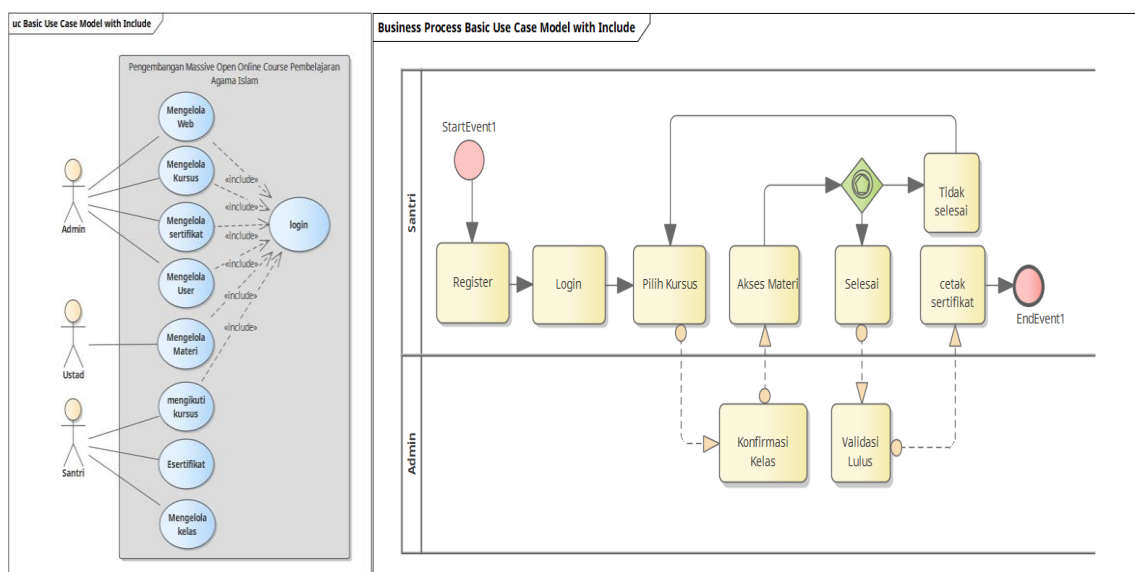 uc Basic Use Case Model with Include
Pengembangan Massive Open Online Course Pembelajaran
Agama Islam
Mengelola
Web
Mengelola
Kursus
Mengelola
sertifikat
Mengelola
User
Mengelola
Materi
mengikuti
kursus
Esertifikat
Mengelola
kelas
login
«include»
«include»
«include»
«include»
«include»
«include»
Admin
Ustad
Santri
Business Process Basic Use Case Model with Include
Santri
StartEvent1
Register
Login
Pilih Kursus
Akses Materi
Selesai
Tidak
selesai
cetak
sertifikat
EndEvent1
Admin
Konfirmasi
Kelas
Validasi
Lulus